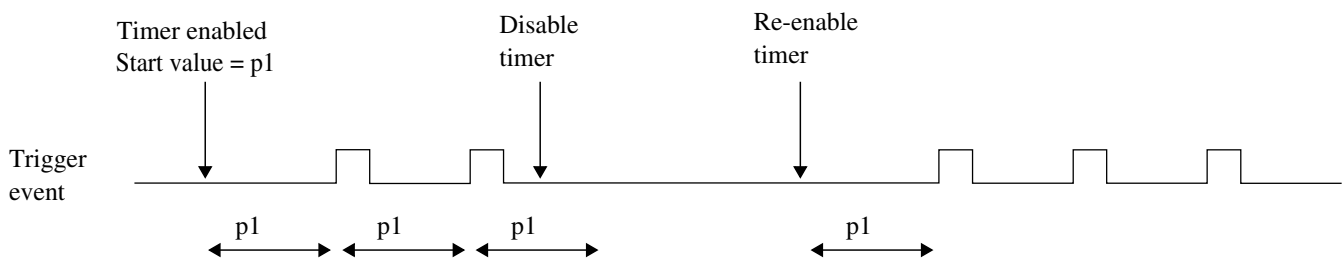 Timer enabled
Start value = p1
Disable
timer
Re-enable
timer
Trigger
event
p1
p1
p1
p1